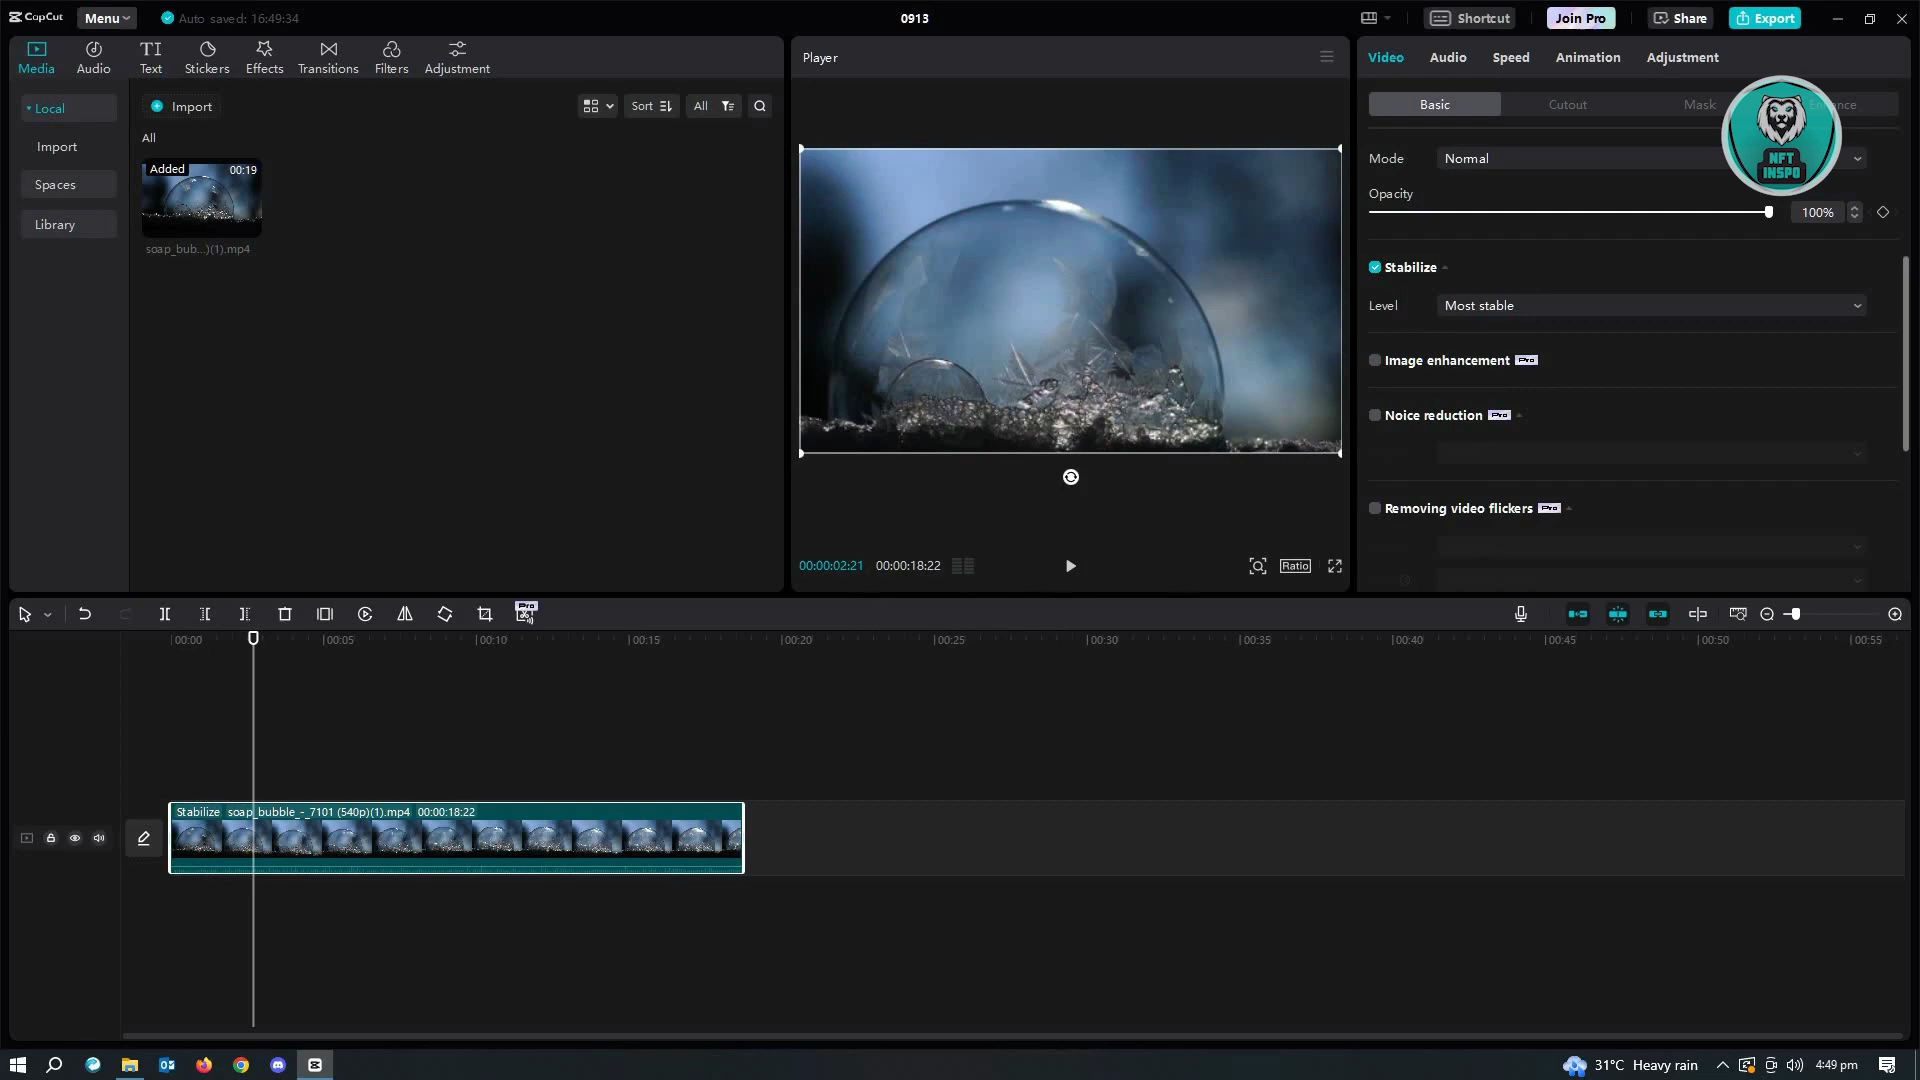 CapCut
Menu
Auto saved: 16:49:34
0913
Shortcut
Join Pro
Share
Export
Media
Audio
Text
Stickers
Effects
Transitions
Filters
Adjustment
Local
Import
Spaces
Library
Import
Sort
All
All
Added
00:19
soap_bub...)(1).mp4
Player
00:00:02:21
00:00:18:22
Ratio
Video
Audio
Speed
Animation
Adjustment
Basic
Cutout
Mask
NFT
INSPO
Mode
Normal
Opacity
100%
Stabilize
Level
Most stable
Image enhancement
Pro
Noice reduction
Pro
Removing video flickers
Pro
Pro
00:00
00:05
00:10
00:15
00:20
00:25
00:30
00:35
00:40
00:45
00:50
00:55
Stabilize soap_bubble_-_7101 (540p)(1).mp4 00:00:18:22
31°C Heavy rain
4:49 pm